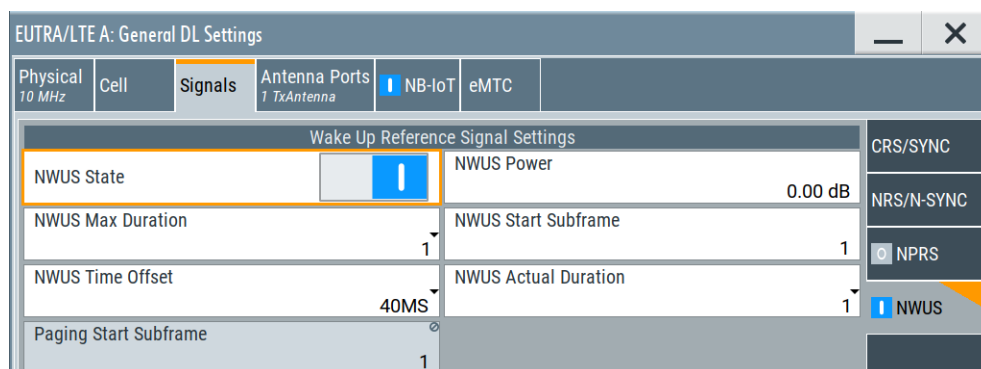 EUTRA/LTE A: General DL Settings
Physical
10 MHz
Cell
Signals
Antenna Ports
1 TxAntenna
NB-IoT
eMTC
Wake Up Reference Signal Settings
NWUS State
NWUS Power
0.00 dB
NWUS Max Duration
1
NWUS Start Subframe
1
NWUS Time Offset
40MS
NWUS Actual Duration
1
Paging Start Subframe
1
CRS/SYNC
NRS/N-SYNC
NPRS
NWUS